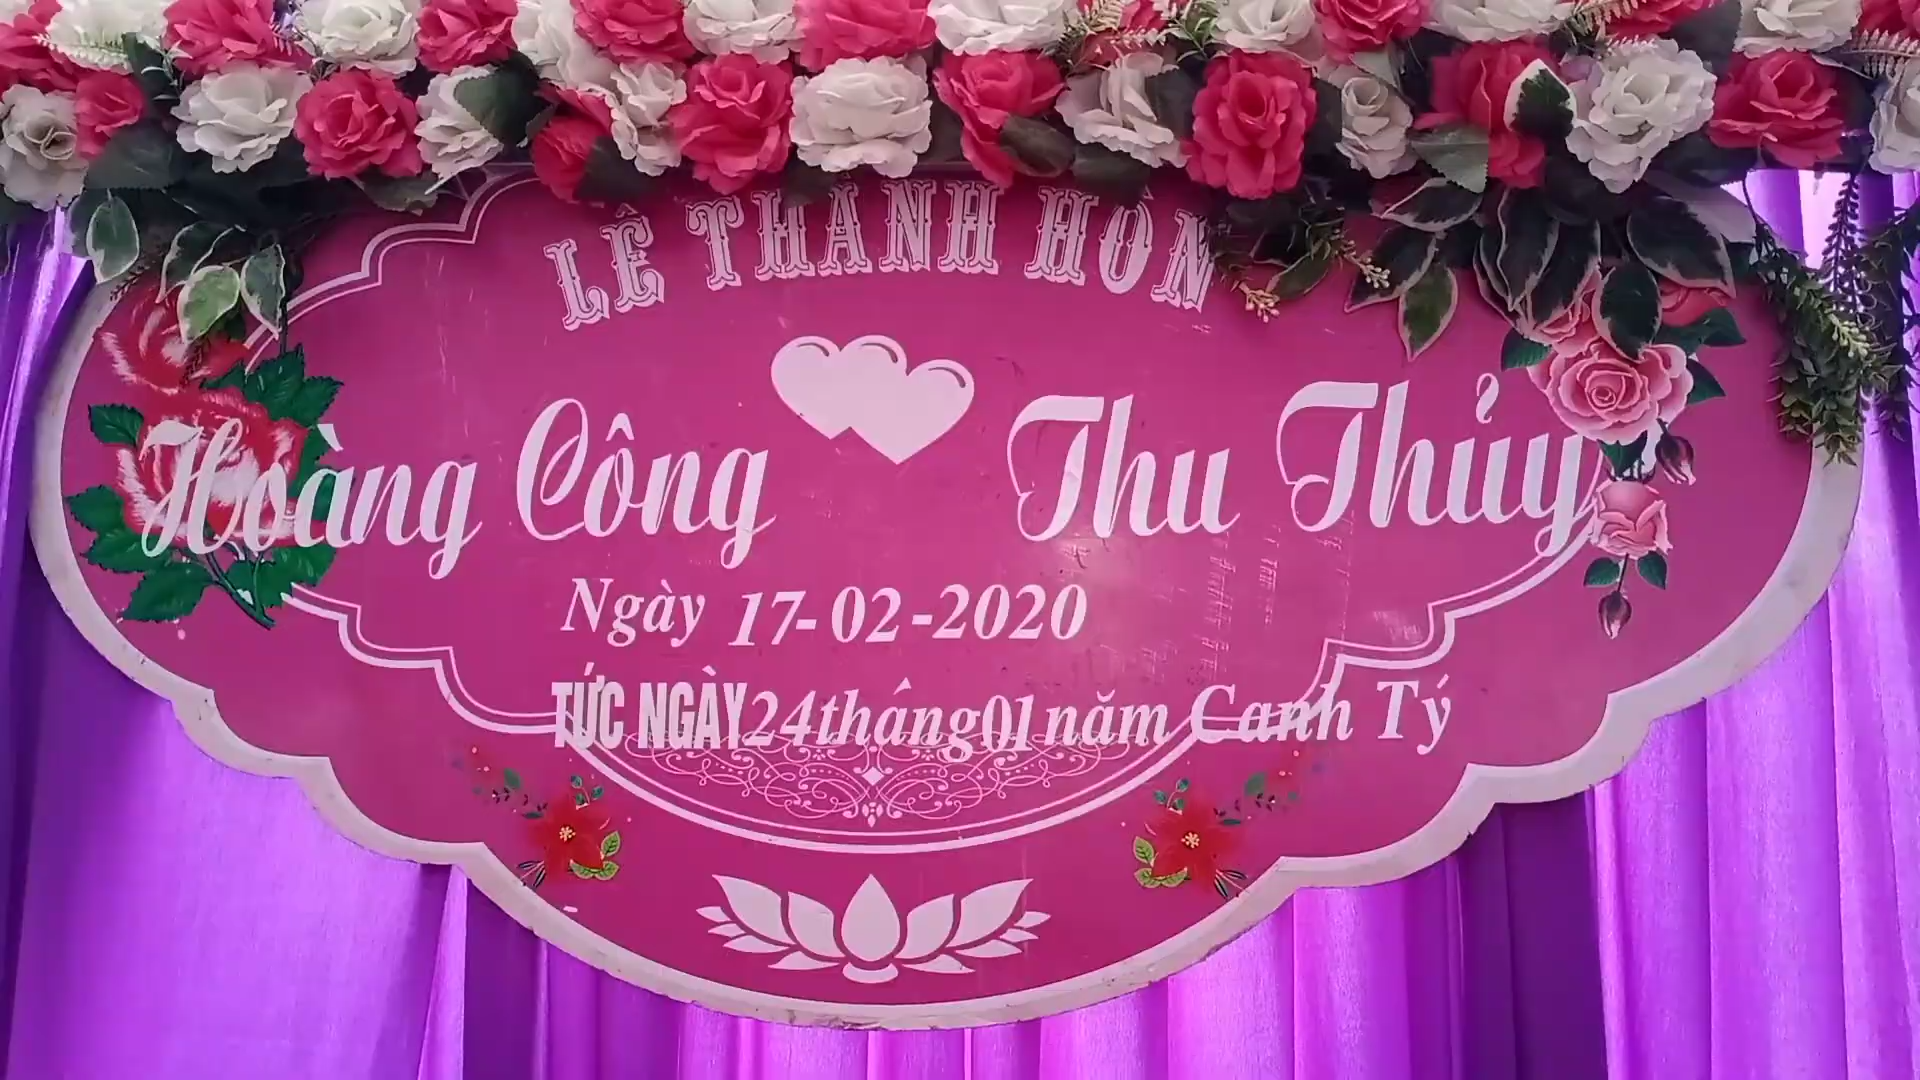 LỄ THÀNH HÔN
Hoàng Công Thu Thủy
Ngày 17-02-2020
TỨC NGÀY 24 tháng 01 năm Canh Tý